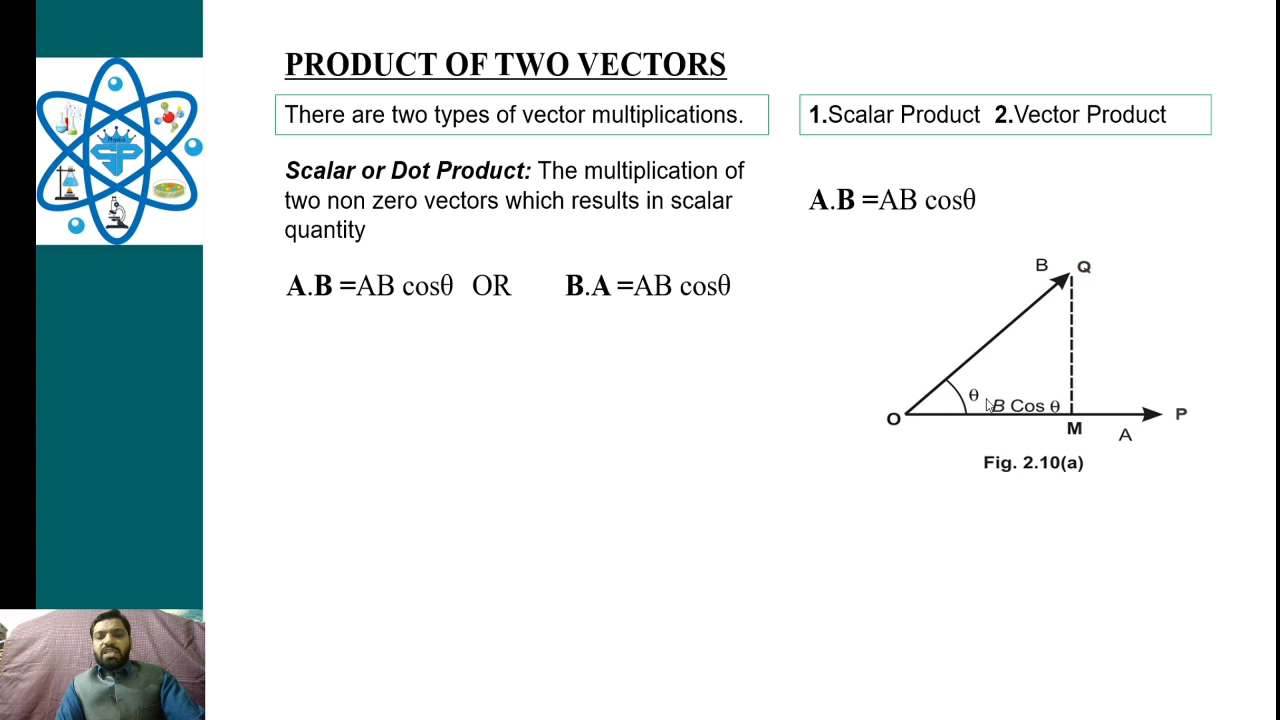 PRODUCT OF TWO VECTORS
There are two types of vector multiplications.
1.Scalar Product 2.Vector Product
Scalar or Dot Product: The multiplication of
two non zero vectors which results in scalar
quantity
A.B =AB cosθ
A.B =AB cosθ OR B.A =AB cosθ
B Q
θ
B Cos θ
O M P
A
Fig. 2.10(a)
Physics
SP